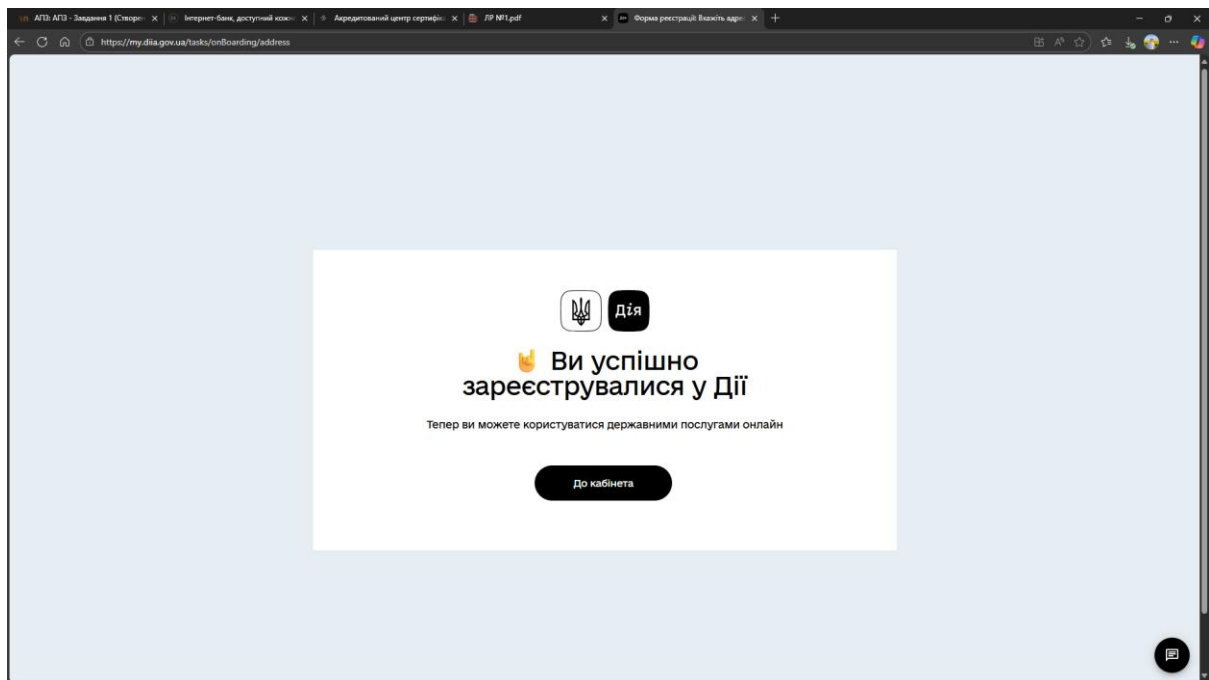 АПЗ: АПЗ - Завдання 1 (Створен
Інтернет-банк, доступний кожно
Акредитований центр сертифік
ЛР №1.pdf
Форма реєстрації: Вкажіть адре
https://my.diia.gov.ua/tasks/onBoarding/address
Дія
🤘 Ви успішно
зареєструвалися у Дії
Тепер ви можете користуватися державними послугами онлайн
До кабінета